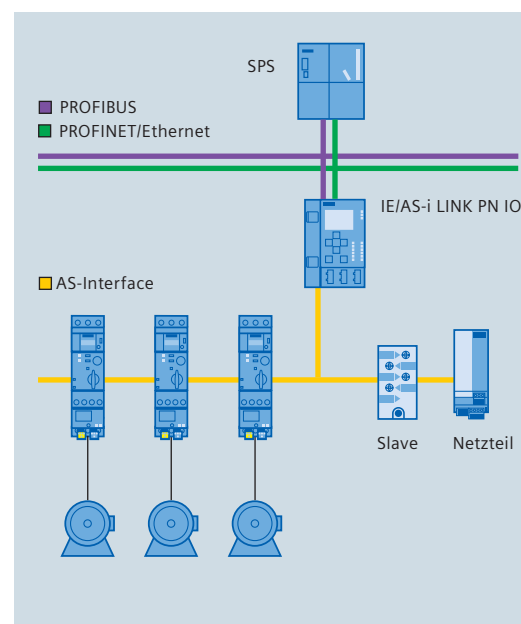 SPS
PROFIBUS
PROFINET/Ethernet
IE/AS-i LINK PN IO
AS-Interface
Slave
Netzteil